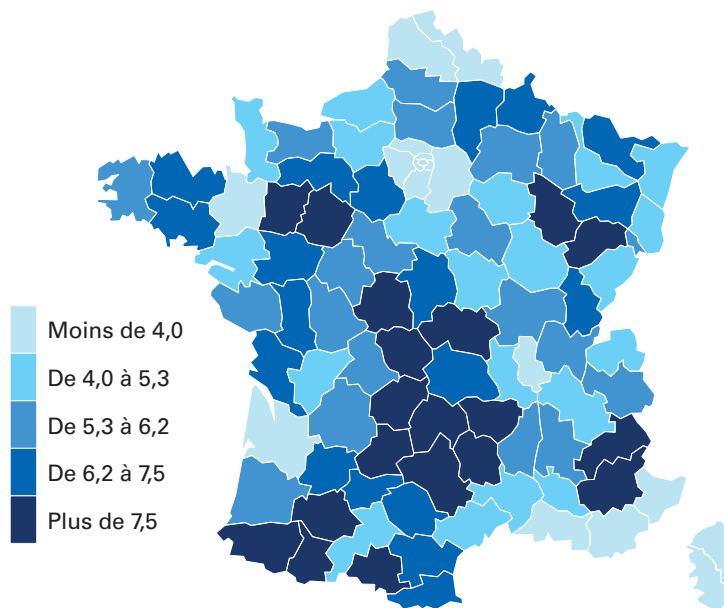 Moins de 4,0
De 4,0 à 5,3
De 5,3 à 6,2
De 6,2 à 7,5
Plus de 7,5